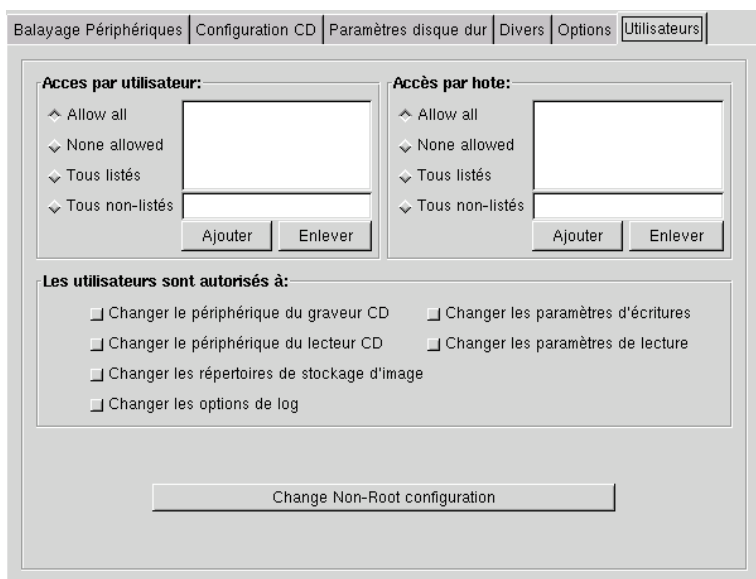 Balayage Périphériques Configuration CD Paramètres disque dur Divers Options Utilisateurs
Acces par utilisateur:
Allow all
None allowed
Tous listés
Tous non-listés
Ajouter Enlever
Accès par hote:
Allow all
None allowed
Tous listés
Tous non-listés
Ajouter Enlever
Les utilisateurs sont autorisés à:
Changer le périphérique du graveur CD Changer les paramètres d'écritures
Changer le périphérique du lecteur CD Changer les paramètres de lecture
Changer les répertoires de stockage d'image
Changer les options de log
Change Non-Root configuration